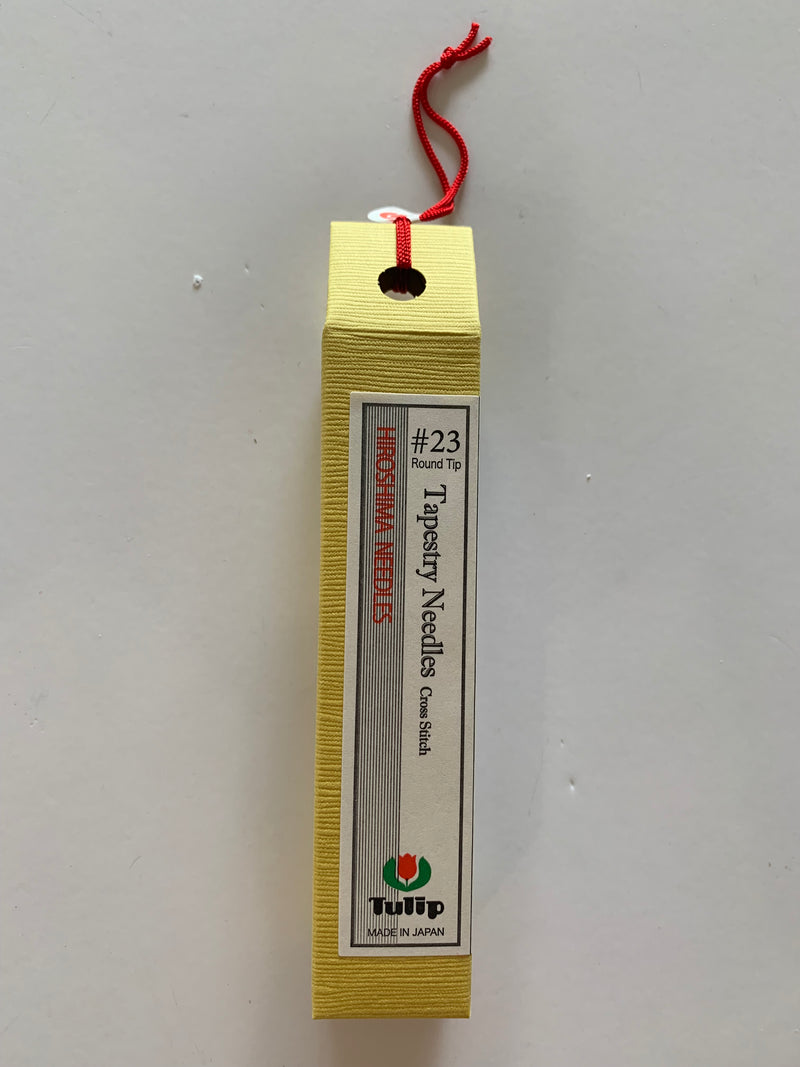 #23
Round Tip
Tapestry Needles Cross Stitch
HIROSHIMA NEEDLES
Tulip
MADE IN JAPAN